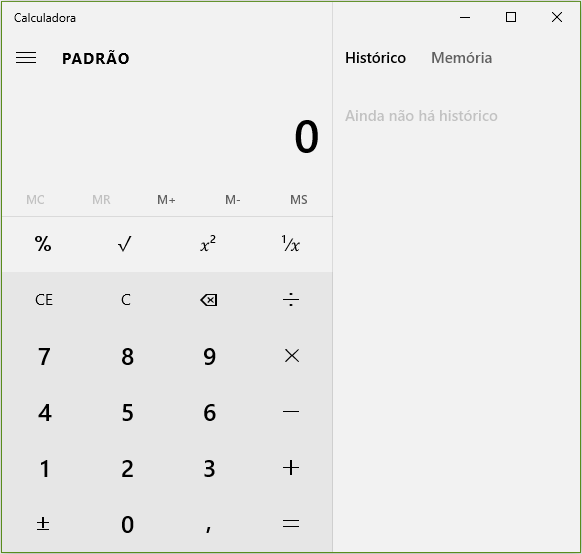 Calculadora
PADRÃO
Histórico Memória
Ainda não há histórico
0
MC MR M+ M- MS
% √ x² ¹/x
CE C ÷
7 8 9 ×
4 5 6 −
1 2 3 +
± 0 , =